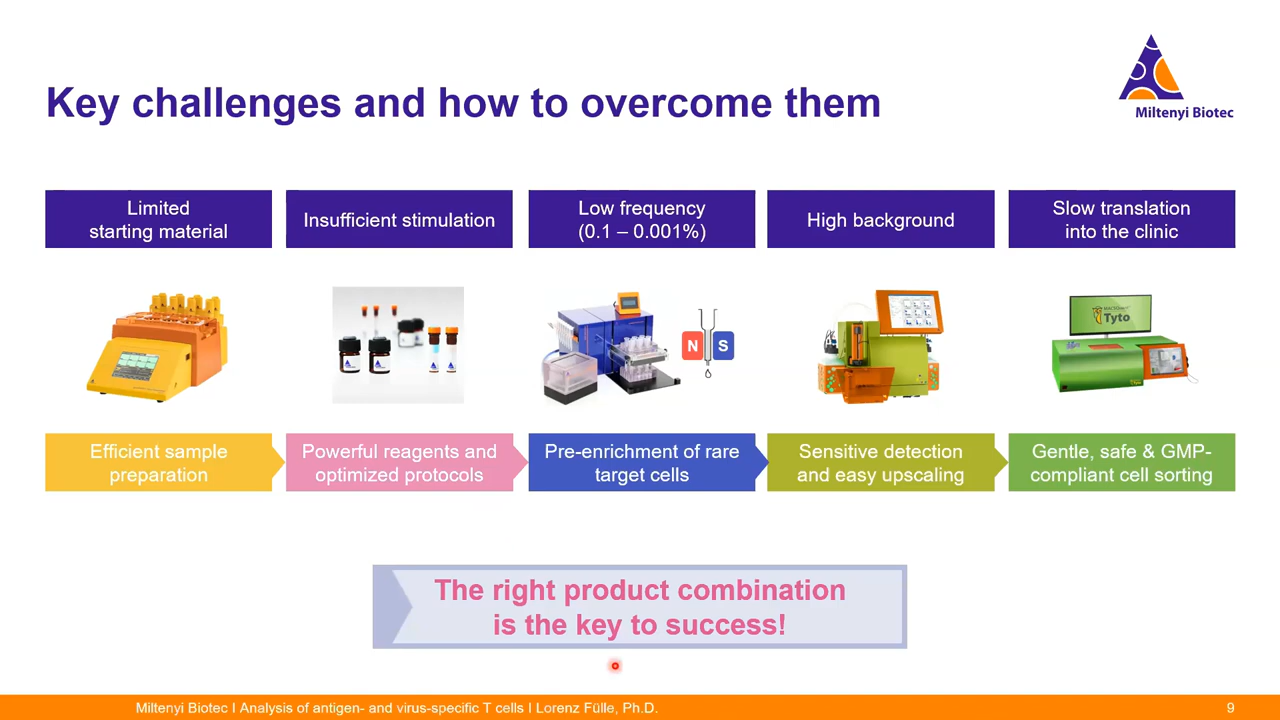 Key challenges and how to overcome them
Miltenyi Biotec
Limited
starting material
Insufficient stimulation
Low frequency
(0.1 – 0.001%)
High background
Slow translation
into the clinic
N
S
Tyto
Efficient sample
preparation
Powerful reagents and
optimized protocols
Pre-enrichment of rare
target cells
Sensitive detection
and easy upscaling
Gentle, safe & GMP-
compliant cell sorting
The right product combination
is the key to success!
Miltenyi Biotec I Analysis of antigen- and virus-specific T cells I Lorenz Fülle, Ph.D.
9